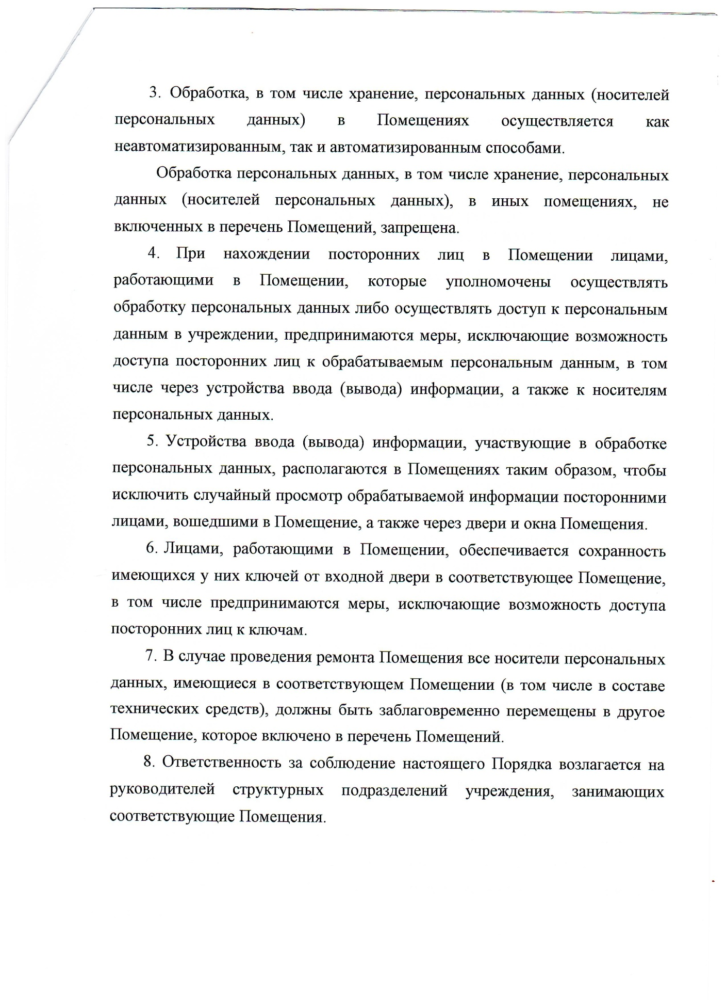 3. Обработка, в том числе хранение, персональных данных (носителей
персональных данных) в Помещениях осуществляется как
неавтоматизированным, так и автоматизированным способами.
Обработка персональных данных, в том числе хранение, персональных
данных (носителей персональных данных), в иных помещениях, не
включенных в перечень Помещений, запрещена.
4. При нахождении посторонних лиц в Помещении лицами,
работающими в Помещении, которые уполномочены осуществлять
обработку персональных данных либо осуществлять доступ к персональным
данным в учреждении, предпринимаются меры, исключающие возможность
доступа посторонних лиц к обрабатываемым персональным данным, в том
числе через устройства ввода (вывода) информации, а также к носителям
персональных данных.
5. Устройства ввода (вывода) информации, участвующие в обработке
персональных данных, располагаются в Помещениях таким образом, чтобы
исключить случайный просмотр обрабатываемой информации посторонними
лицами, вошедшими в Помещение, а также через двери и окна Помещения.
6. Лицами, работающими в Помещении, обеспечивается сохранность
имеющихся у них ключей от входной двери в соответствующее Помещение,
в том числе предпринимаются меры, исключающие возможность доступа
посторонних лиц к ключам.
7. В случае проведения ремонта Помещения все носители персональных
данных, имеющиеся в соответствующем Помещении (в том числе в составе
технических средств), должны быть заблаговременно перемещены в другое
Помещение, которое включено в перечень Помещений.
8. Ответственность за соблюдение настоящего Порядка возлагается на
руководителей структурных подразделений учреждения, занимающих
соответствующие Помещения.